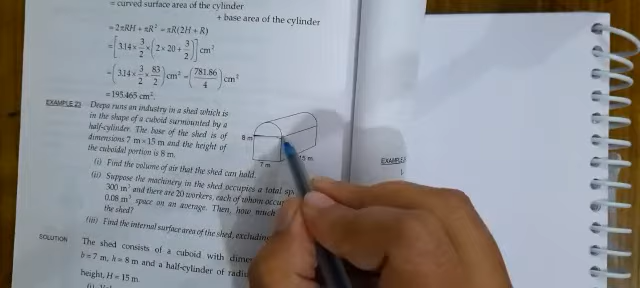 = curved surface area of the cylinder
+ base area of the cylinder
= 2πRH + πR² = πR(2H + R)
= [3.14 × 3/2 × (2 × 20 + 3/2)] cm²
= (3.14 × 3/2 × 83/2) cm² = (781.86/4) cm²
= 195.465 cm².
EXAMPLE 23 Deepa runs an industry in a shed which is
in the shape of a cuboid surmounted by a
half-cylinder. The base of the shed is of
dimensions 7 m × 15 m and the height of
the cuboidal portion is 8 m.
8 m
7 m
15 m
(i) Find the volume of air that the shed can hold.
(ii) Suppose the machinery in the shed occupies a total
300 m³ and there are 20 workers, each of whom
0.08 m³ space on an average. Then, how much
the shed?
(iii) Find the internal surface area of the shed,
SOLUTION The shed consists of a cuboid with
b = 7 m, h = 8 m and a half-cylinder of
height, H = 15 m.
(i)